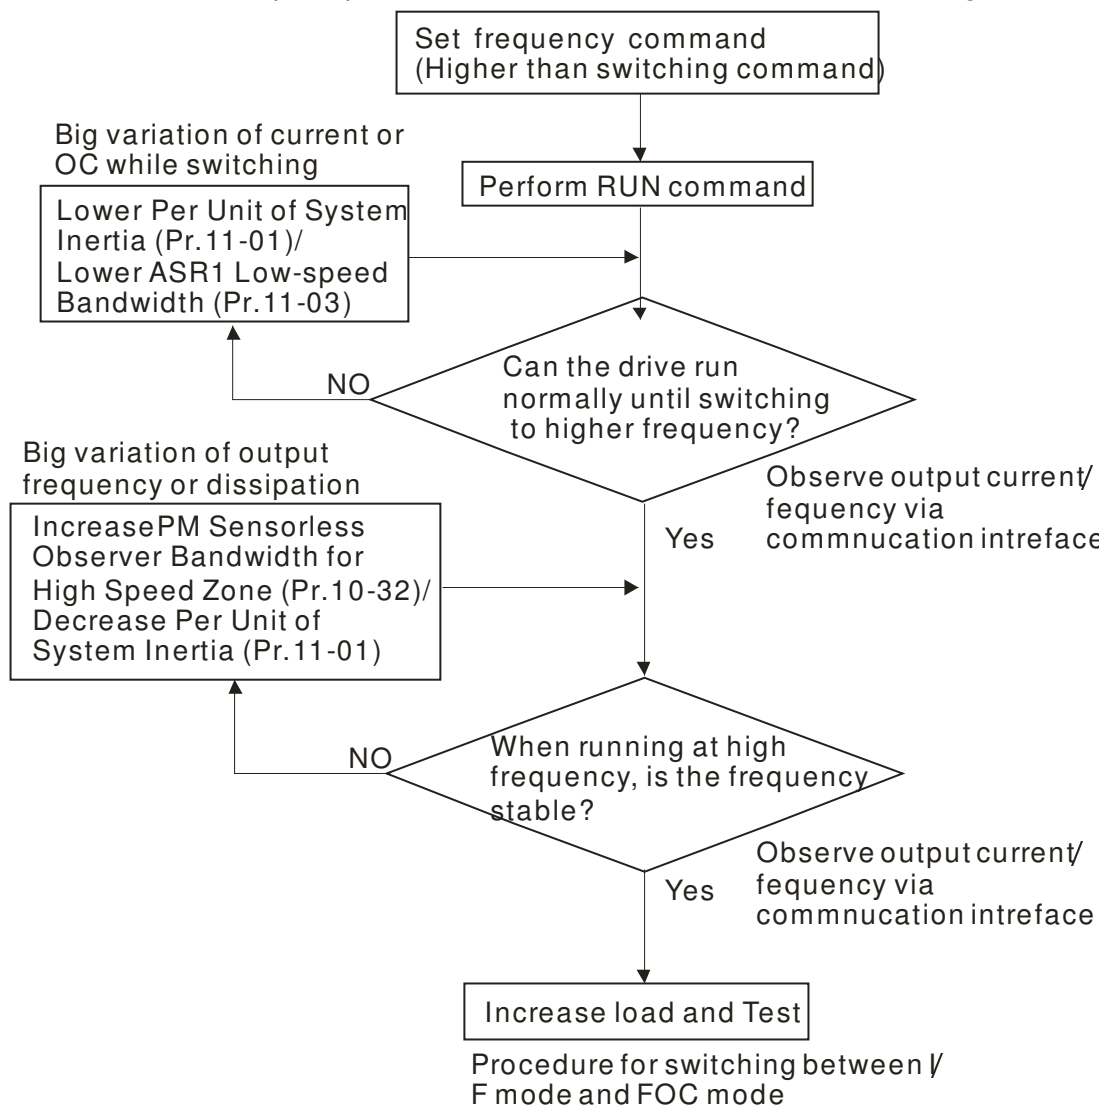 Set frequency command
(Higher than switching command)
Big variation of current or
OC while switching
Perform RUN command
Lower Per Unit of System
Inertia (Pr.11-01)/
Lower ASR1 Low-speed
Bandwidth (Pr.11-03)
Can the drive run
normally until switching
to higher frequency?
NO
Big variation of output
frequency or dissipation
Observe output current/
fequency via
commnucation intreface
Yes
IncreasePM Sensorless
Observer Bandwidth for
High Speed Zone (Pr.10-32)/
Decrease Per Unit of
System Inertia (Pr.11-01)
When running at high
frequency, is the frequency
stable?
NO
Observe output current/
fequency via
commnucation intreface
Yes
Increase load and Test
Procedure for switching between I/
F mode and FOC mode